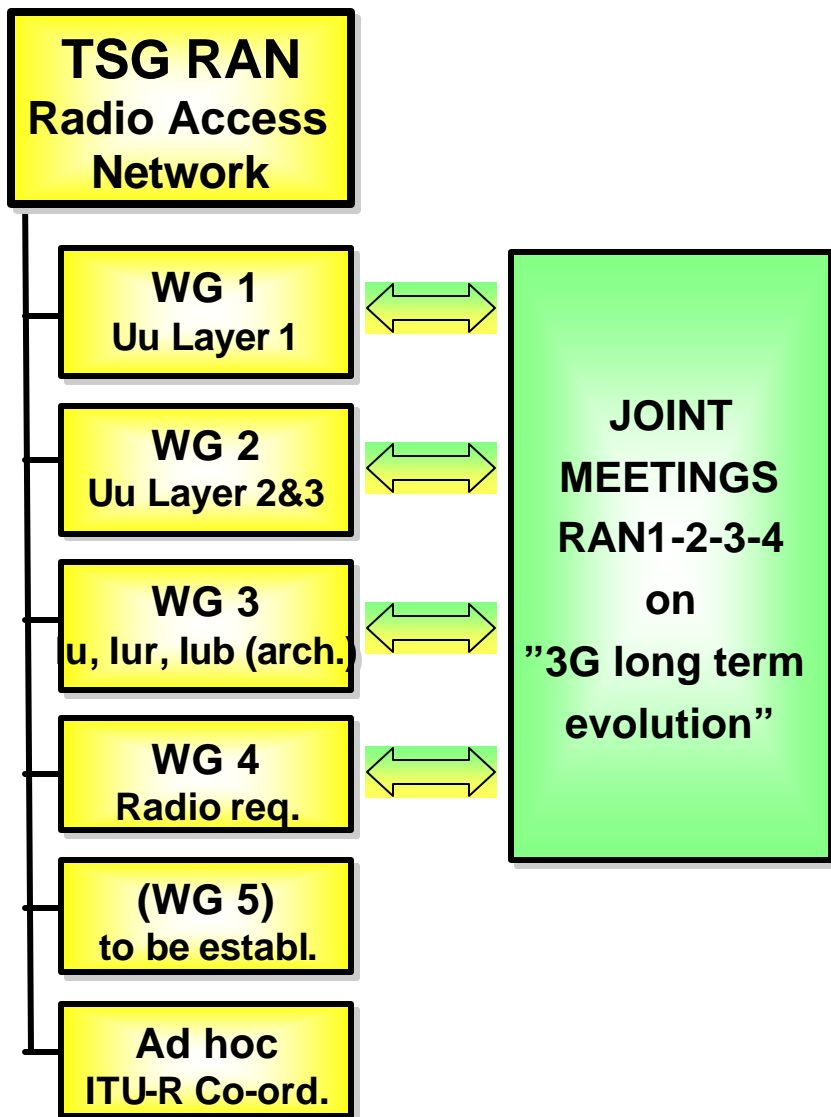 TSG RAN
Radio Access
Network
WG 1
Uu Layer 1
WG 2
Uu Layer 2&3
WG 3
Iu, Iur, Iub (arch.)
WG 4
Radio req.
(WG 5)
to be establ.
Ad hoc
ITU-R Co-ord.
JOINT
MEETINGS
RAN1-2-3-4
on
”3G long term
evolution”